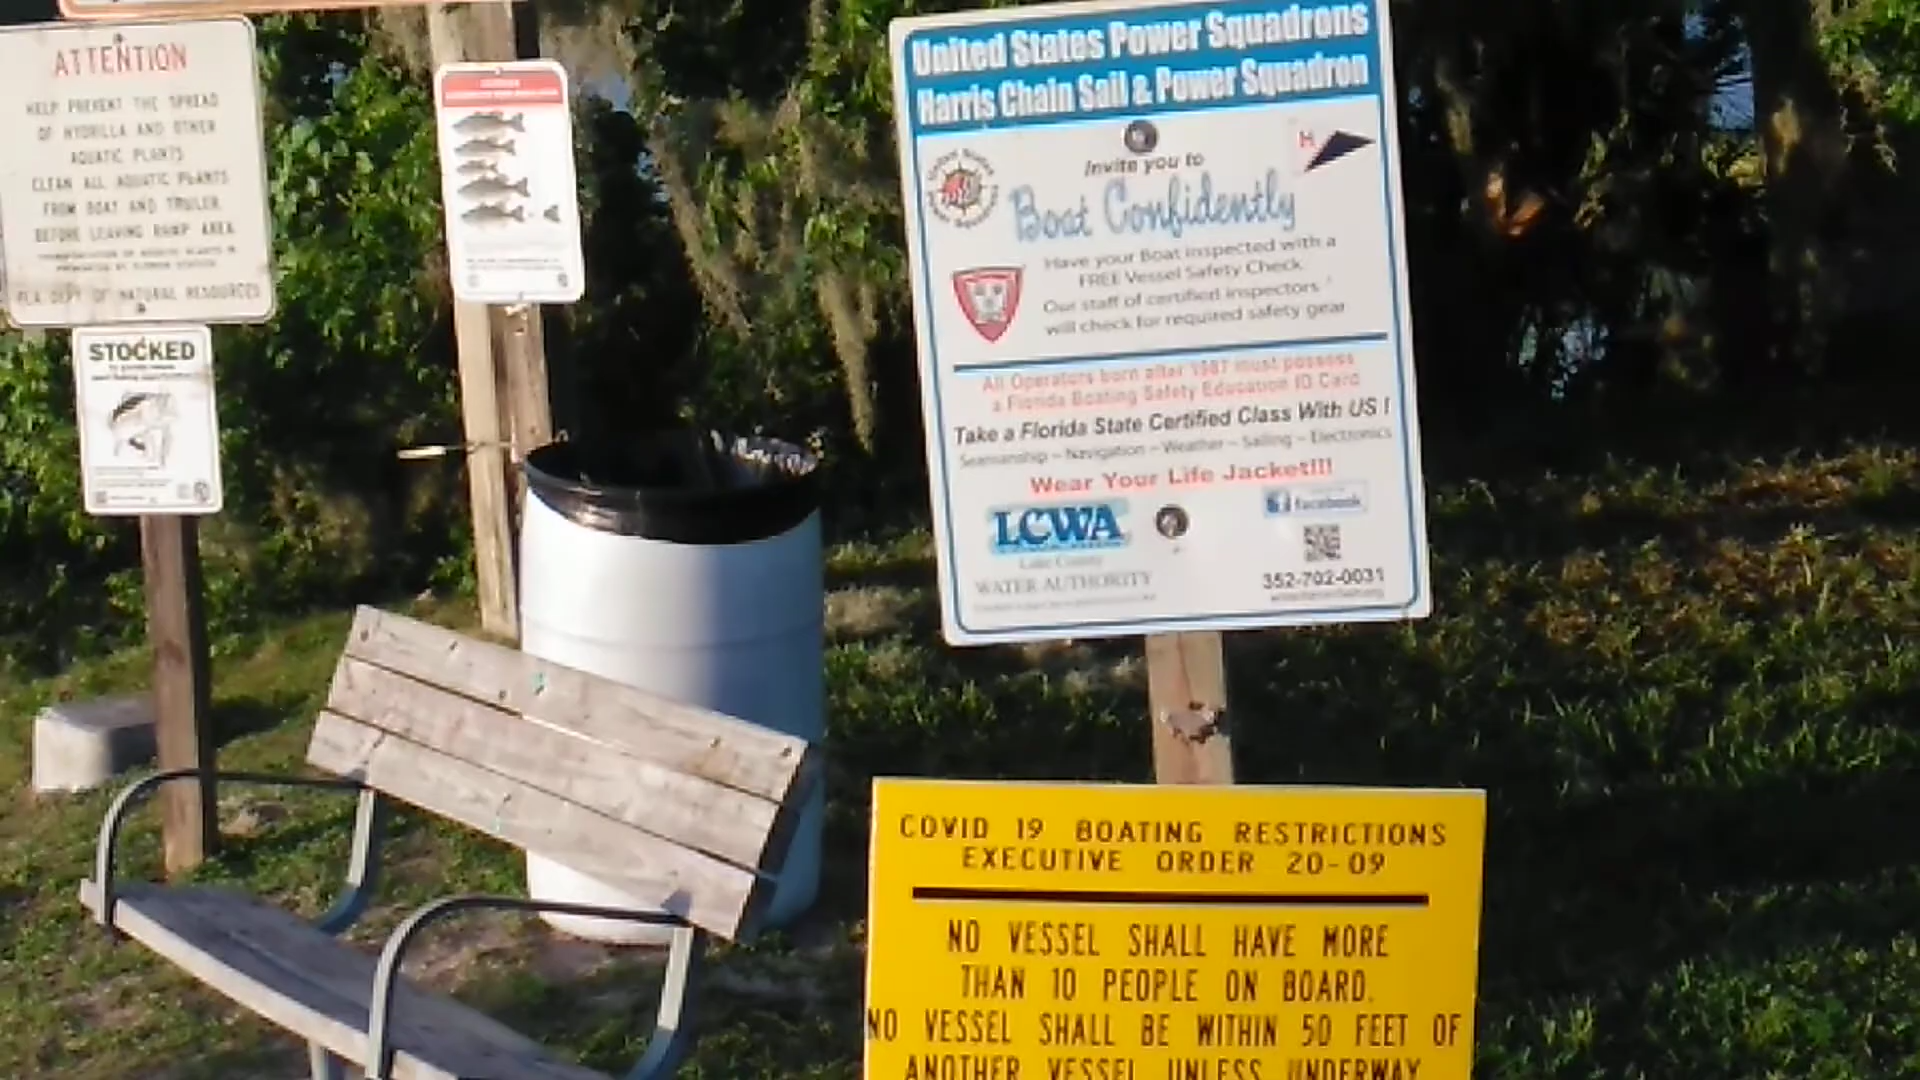 ATTENTION
HELP PREVENT THE SPREAD
OF HYDRILLA AND OTHER
AQUATIC PLANTS
CLEAN ALL AQUATIC PLANTS
FROM BOAT AND TRAILER
BEFORE LEAVING RAMP AREA
FLA DEPT OF NATURAL RESOURCES
STOCKED
United States Power Squadrons
Harris Chain Sail & Power Squadron
H
Invite you to
Boat Confidently
Have your Boat inspected with a
FREE Vessel Safety Check
Our staff of certified inspectors
will check for required safety gear
All Operators born after 1987 must possess
a Florida Boating Safety Education ID Card
Take a Florida State Certified Class With US !
Seamanship – Navigation – Weather – Sailing – Electronics
Wear Your Life Jacket!!!
LCWA
Lake County
WATER AUTHORITY
facebook
352-702-0031
COVID 19 BOATING RESTRICTIONS
EXECUTIVE ORDER 20-09
NO VESSEL SHALL HAVE MORE
THAN 10 PEOPLE ON BOARD.
NO VESSEL SHALL BE WITHIN 50 FEET OF
ANOTHER VESSEL UNLESS UNDERWAY